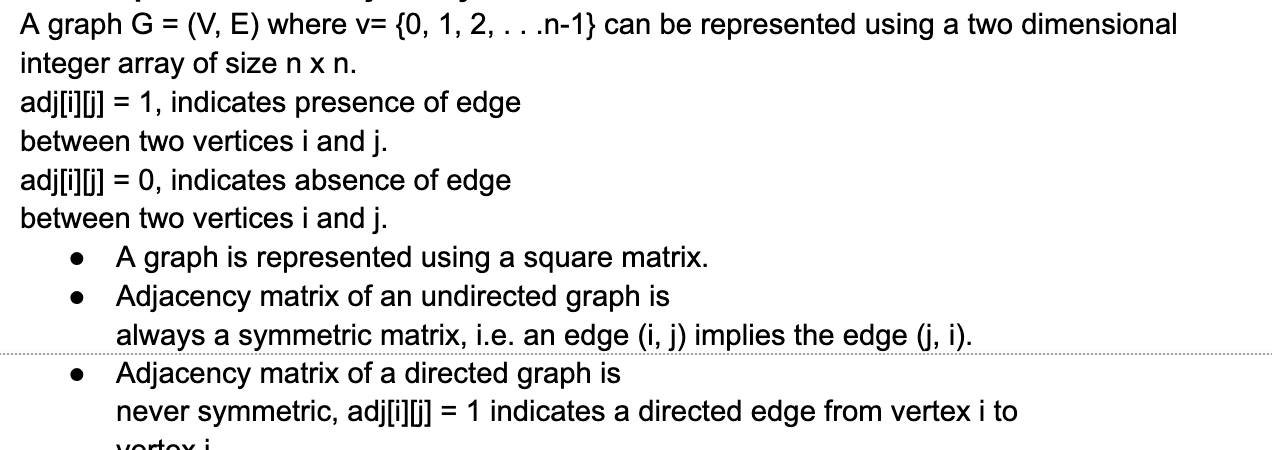 A graph G = (V, E) where v= {0, 1, 2, . . .n-1} can be represented using a two dimensional
integer array of size n x n.
adj[i][j] = 1, indicates presence of edge
between two vertices i and j.
adj[i][j] = 0, indicates absence of edge
between two vertices i and j.
● A graph is represented using a square matrix.
● Adjacency matrix of an undirected graph is
always a symmetric matrix, i.e. an edge (i, j) implies the edge (j, i).
● Adjacency matrix of a directed graph is
never symmetric, adj[i][j] = 1 indicates a directed edge from vertex i to
vertex j